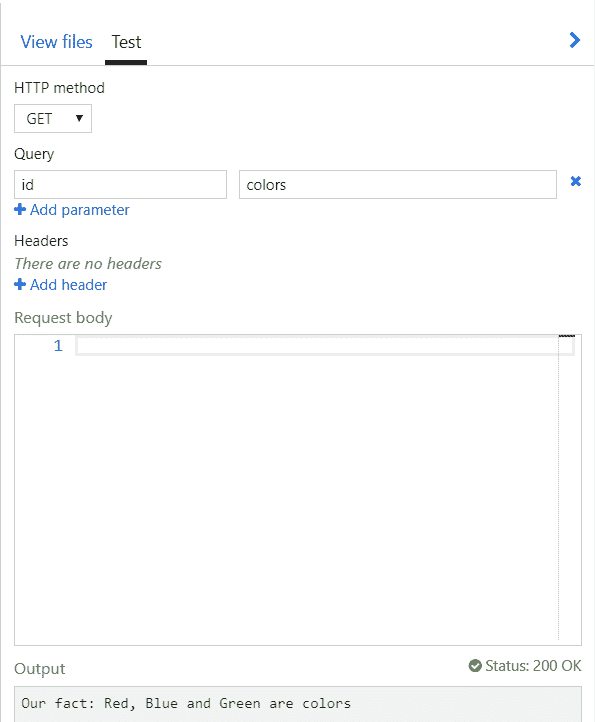 View files Test
HTTP method
GET
Query
id colors
Add parameter
Headers
There are no headers
Add header
Request body
1
Output Status: 200 OK
Our fact: Red, Blue and Green are colors